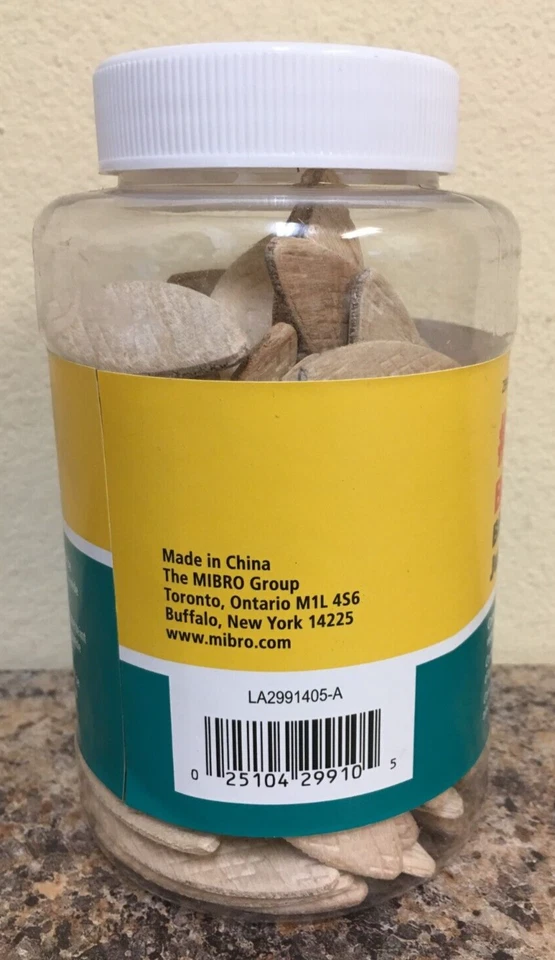 Made in China
The MIBRO Group
Toronto, Ontario M1L 4S6
Buffalo, New York 14225
www.mibro.com
LA2991405-A
0 25104 29910 5